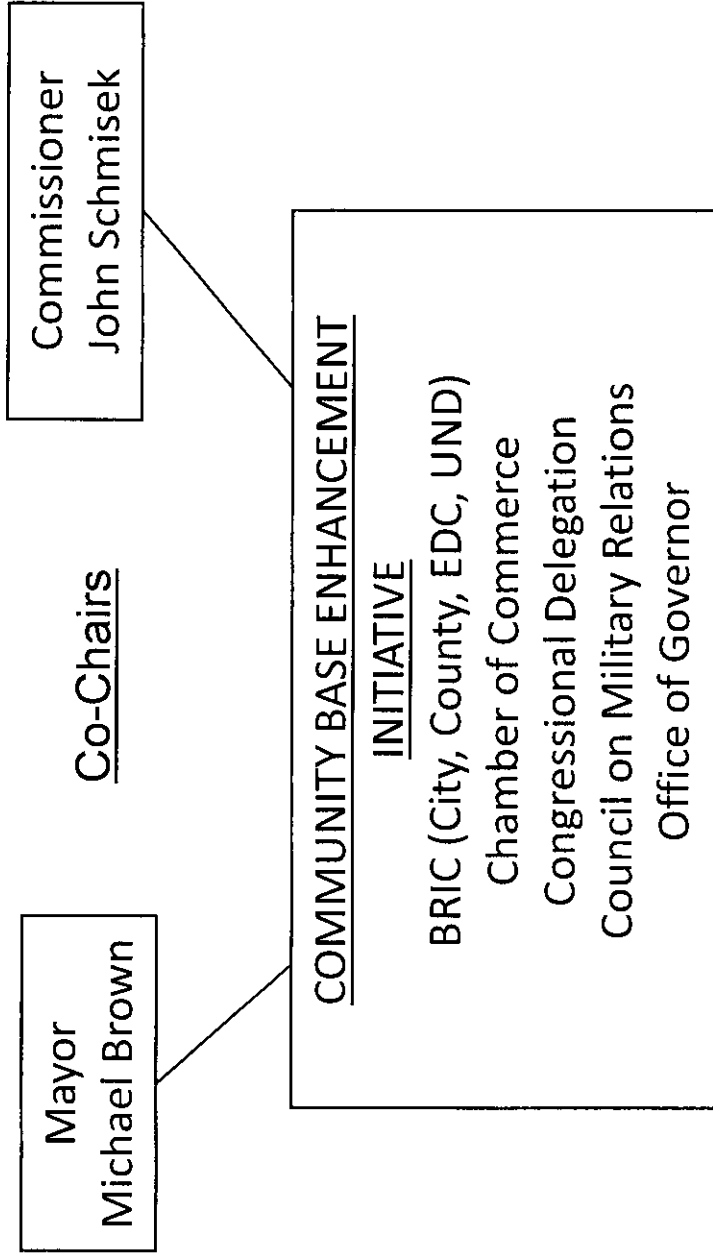 Co-Chairs
Mayor
Michael Brown
Commissioner
John Schmisek
COMMUNITY BASE ENHANCEMENT
INITIATIVE
BRIC (City, County, EDC, UND)
Chamber of Commerce
Congressional Delegation
Council on Military Relations
Office of Governor